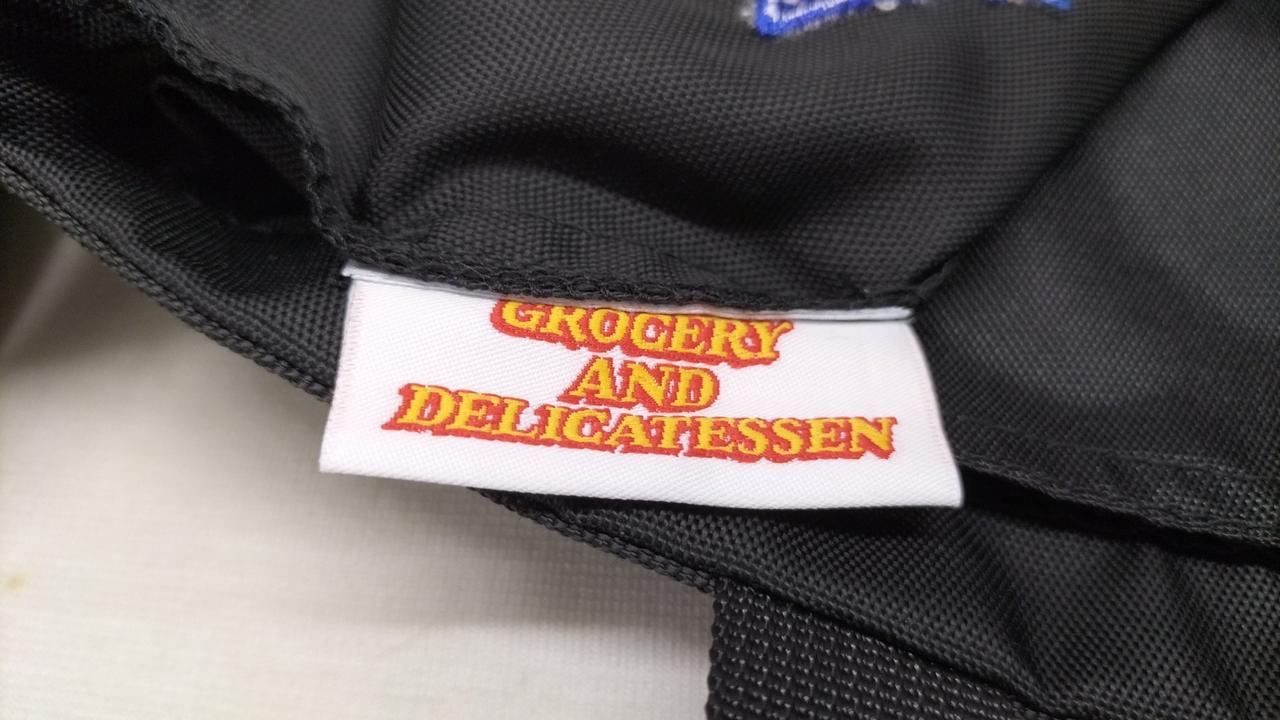 GROCERY
AND
DELICATESSEN